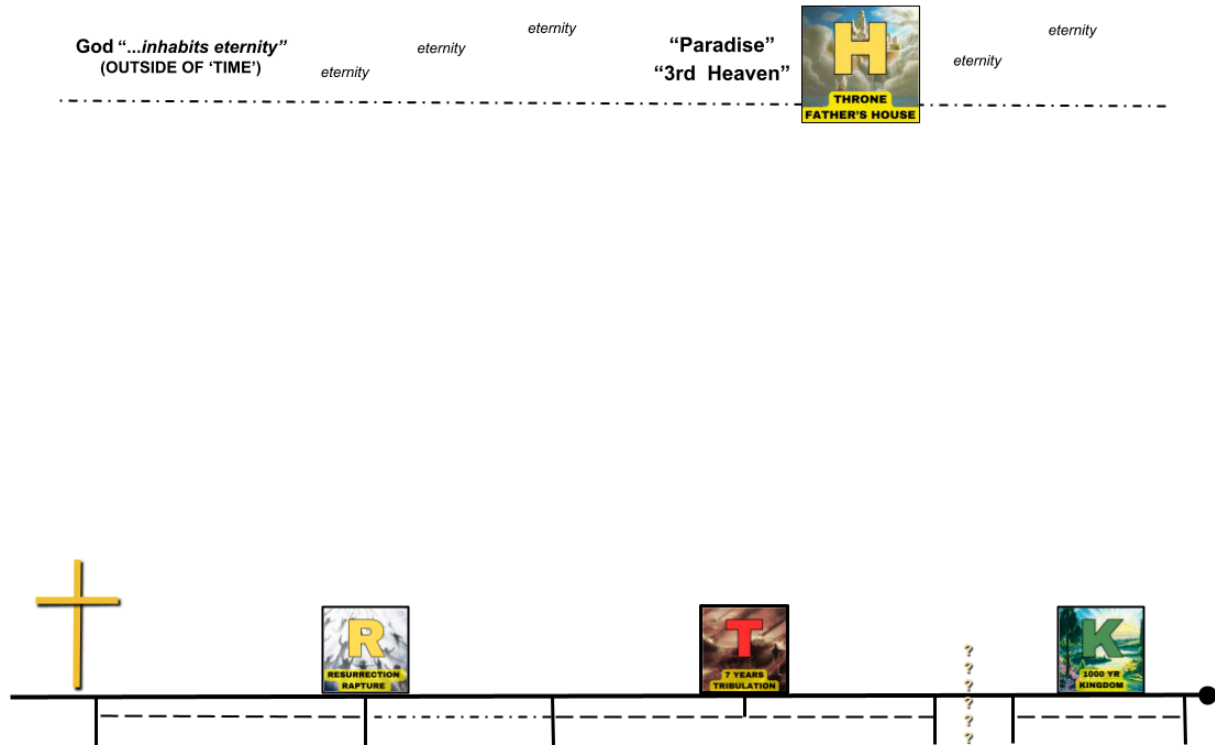 God “...inhabits eternity”
(OUTSIDE OF ‘TIME’)
eternity
eternity
eternity
“Paradise”
“3rd Heaven”
H
THRONE
FATHER'S HOUSE
eternity
eternity
R
RESURRECTION
RAPTURE
T
7 YEARS
TRIBULATION
?
?
?
?
?
?
K
1000 YR
KINGDOM